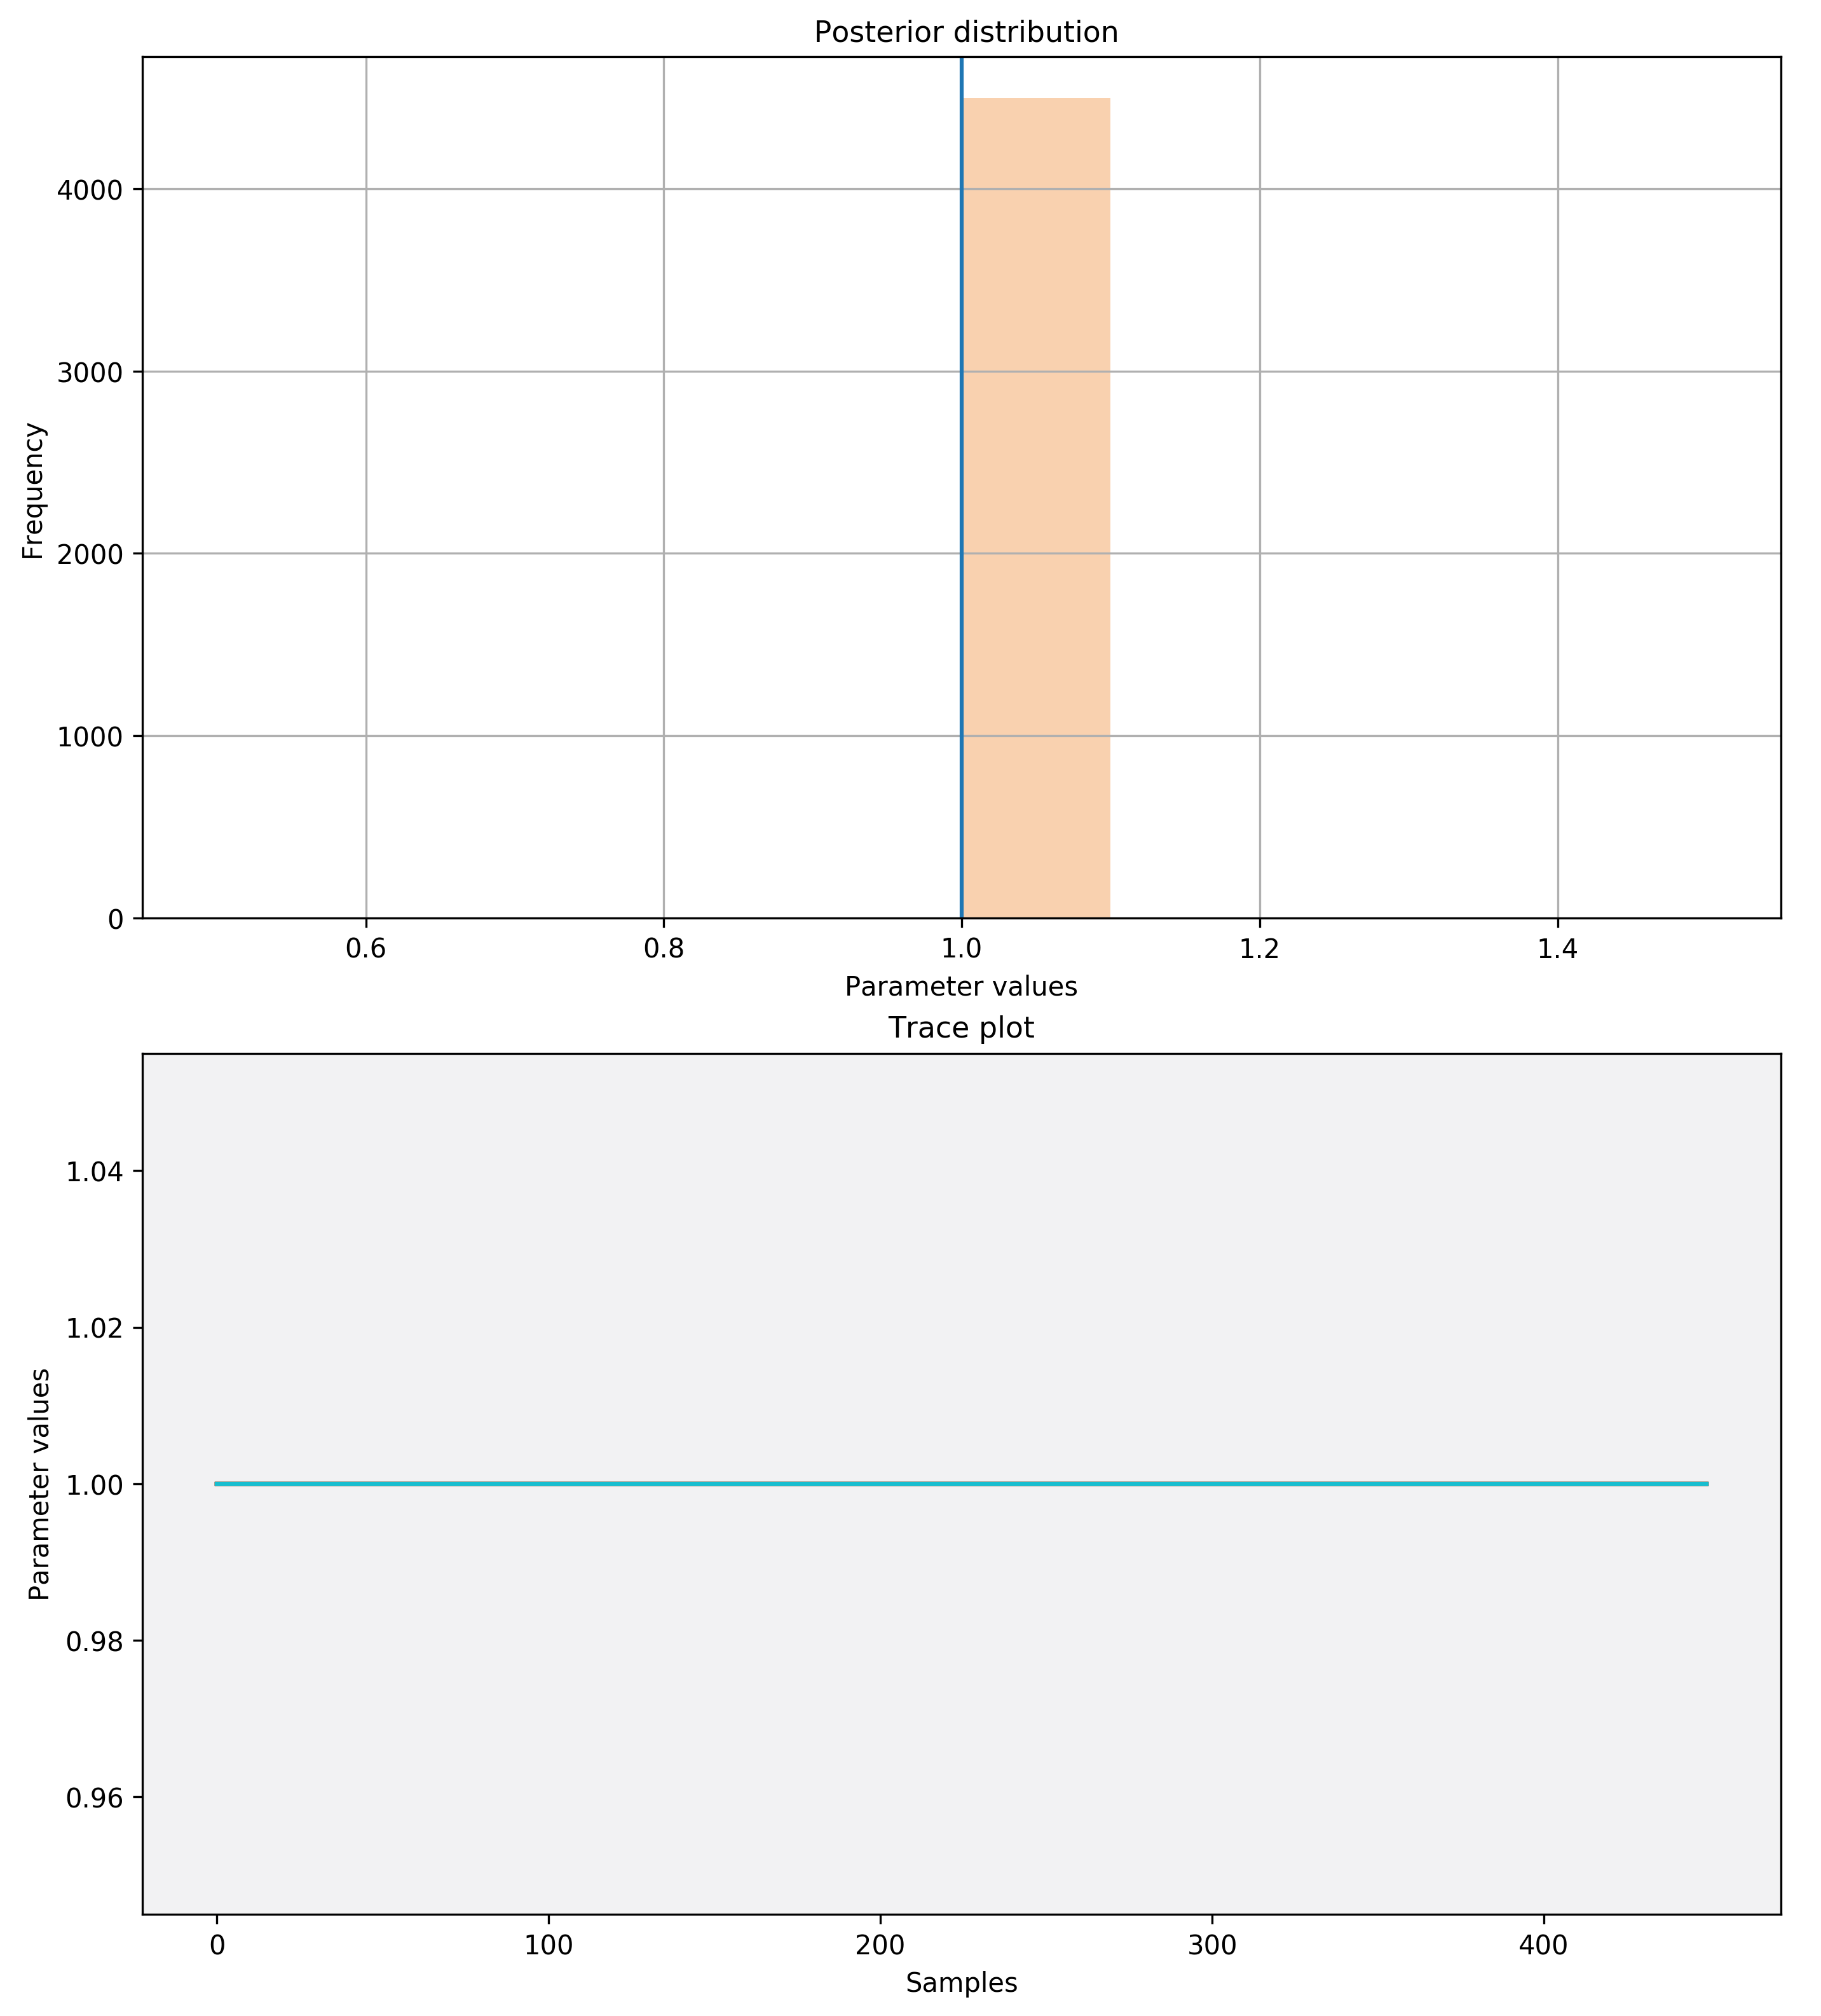 Posterior distribution
4000
3000
2000
1000
0
Frequency
0.6 0.8 1.0 1.2 1.4
Parameter values
Trace plot
1.04
1.02
1.00
0.98
0.96
Parameter values
0 100 200 300 400
Samples